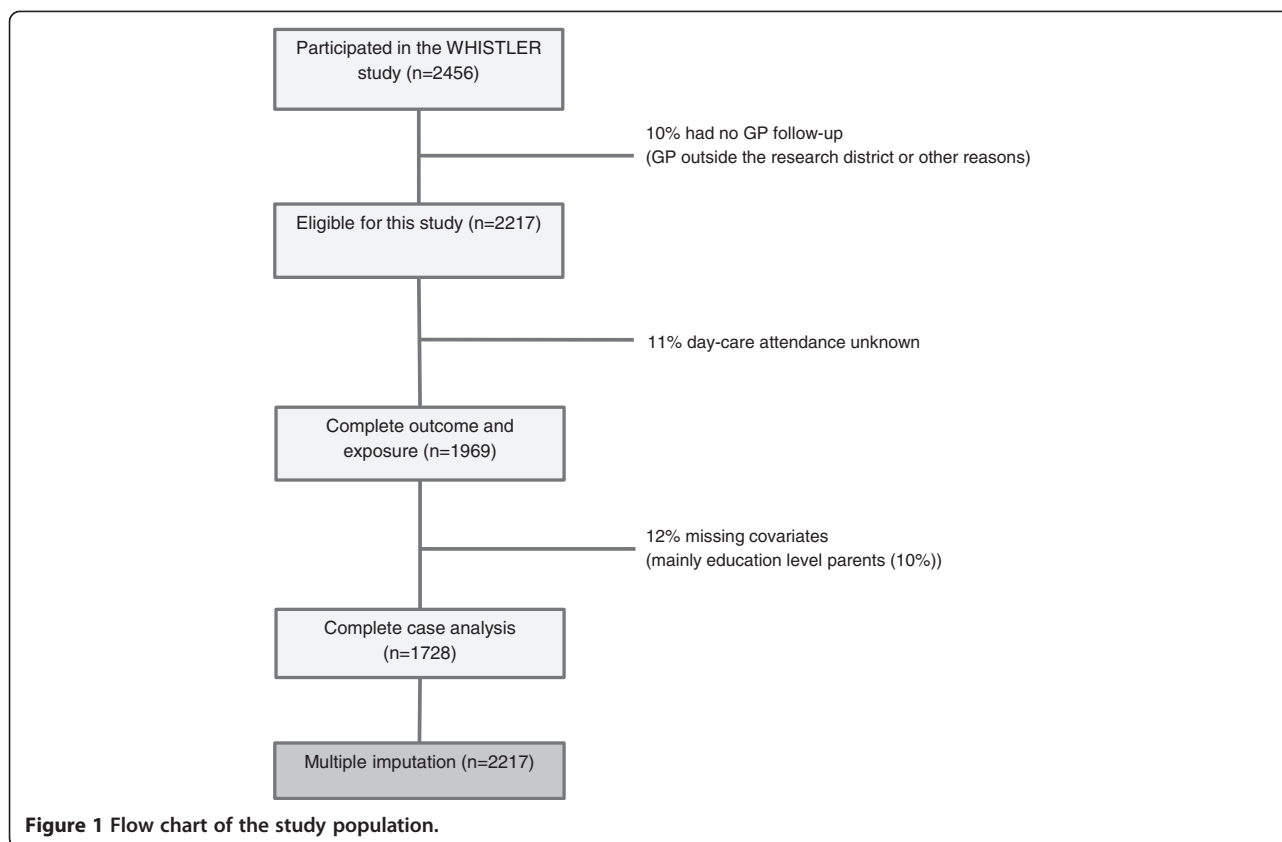 Participated in the WHISTLER
study (n=2456)
10% had no GP follow-up
(GP outside the research district or other reasons)
Eligible for this study (n=2217)
11% day-care attendance unknown
Complete outcome and
exposure (n=1969)
12% missing covariates
(mainly education level parents (10%))
Complete case analysis
(n=1728)
Multiple imputation (n=2217)
Figure 1 Flow chart of the study population.